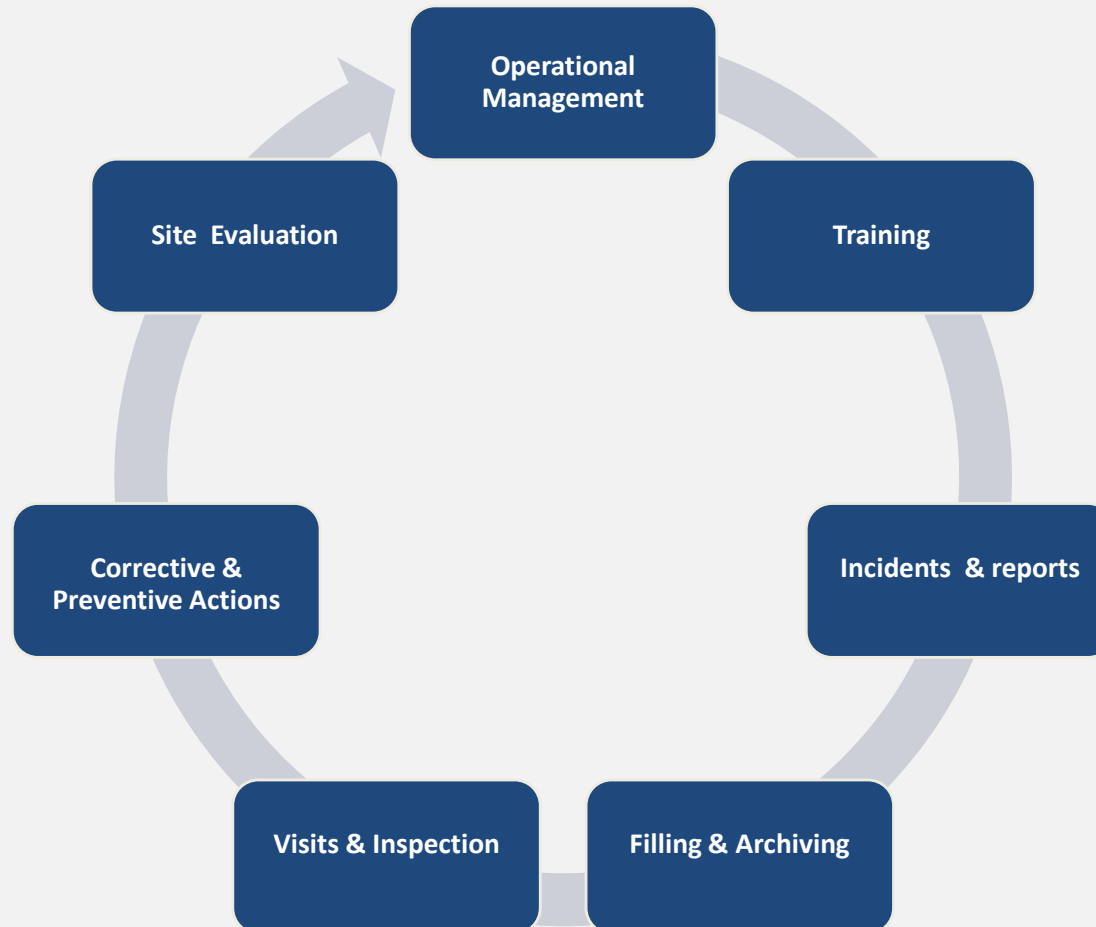 Operational
Management
Training
Incidents & reports
Filling & Archiving
Visits & Inspection
Corrective &
Preventive Actions
Site Evaluation